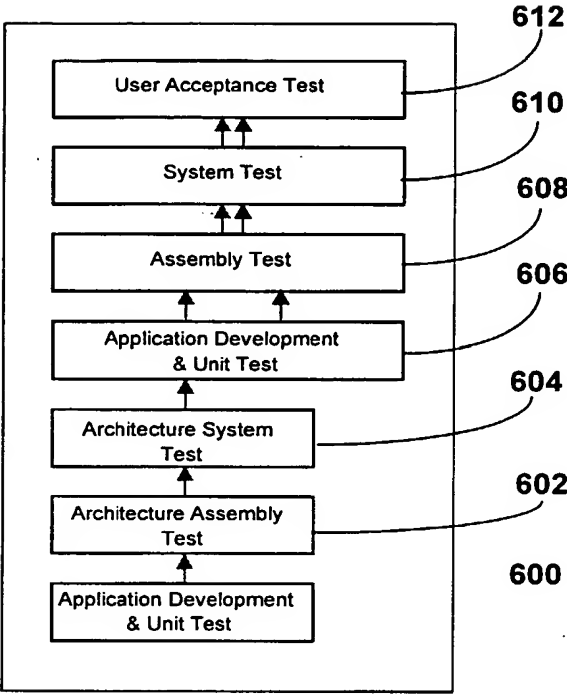 612
User Acceptance Test
610
System Test
608
Assembly Test
606
Application Development
& Unit Test
604
Architecture System
Test
602
Architecture Assembly
Test
600
Application Development
& Unit Test